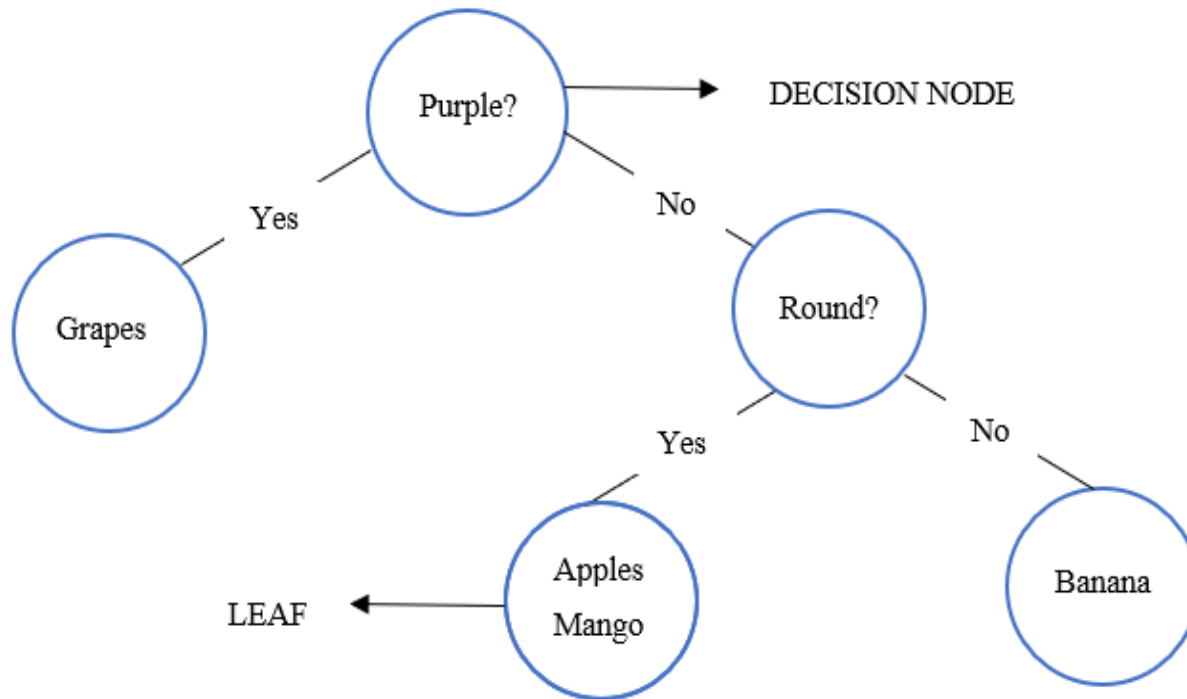 Purple?
DECISION NODE
Yes
No
Grapes
Round?
Yes
No
Apples
Mango
Banana
LEAF